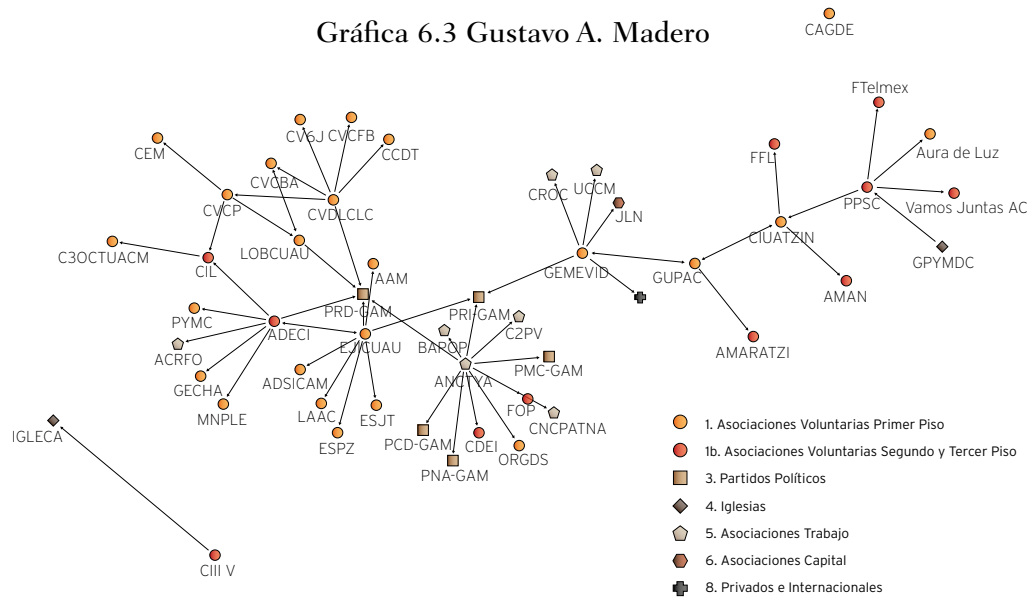 Gráfica 6.3 Gustavo A. Madero
CAGDE
FTelmex
CV6J
CVCFB
CEM
CCDT
FFL
Aura de Luz
CVCBA
CROC
UCCM
CVCP
CVDLCLC
JLN
PPSC
Vamos Juntas AC
C3OCTUACM
LOBCUAU
CIUATZIN
CIL
AAM
GEMEVID
GUPAC
GPYMDC
PRD-GAM
PRI-GAM
AMAN
PYMC
ADECI
EJICUAU
BAPOP
C2PV
ACRFO
AMARATZI
GECHA
ADSICAM
ANCTYA
PMC-GAM
MNPLE
LAAC
ESJT
FOP
CNCPATNA
IGLECA
ESPZ
PCD-GAM
CDEI
ORGDS
PNA-GAM
CIII V
1. Asociaciones Voluntarias Primer Piso
1b. Asociaciones Voluntarias Segundo y Tercer Piso
3. Partidos Políticos
4. Iglesias
5. Asociaciones Trabajo
6. Asociaciones Capital
8. Privados e Internacionales